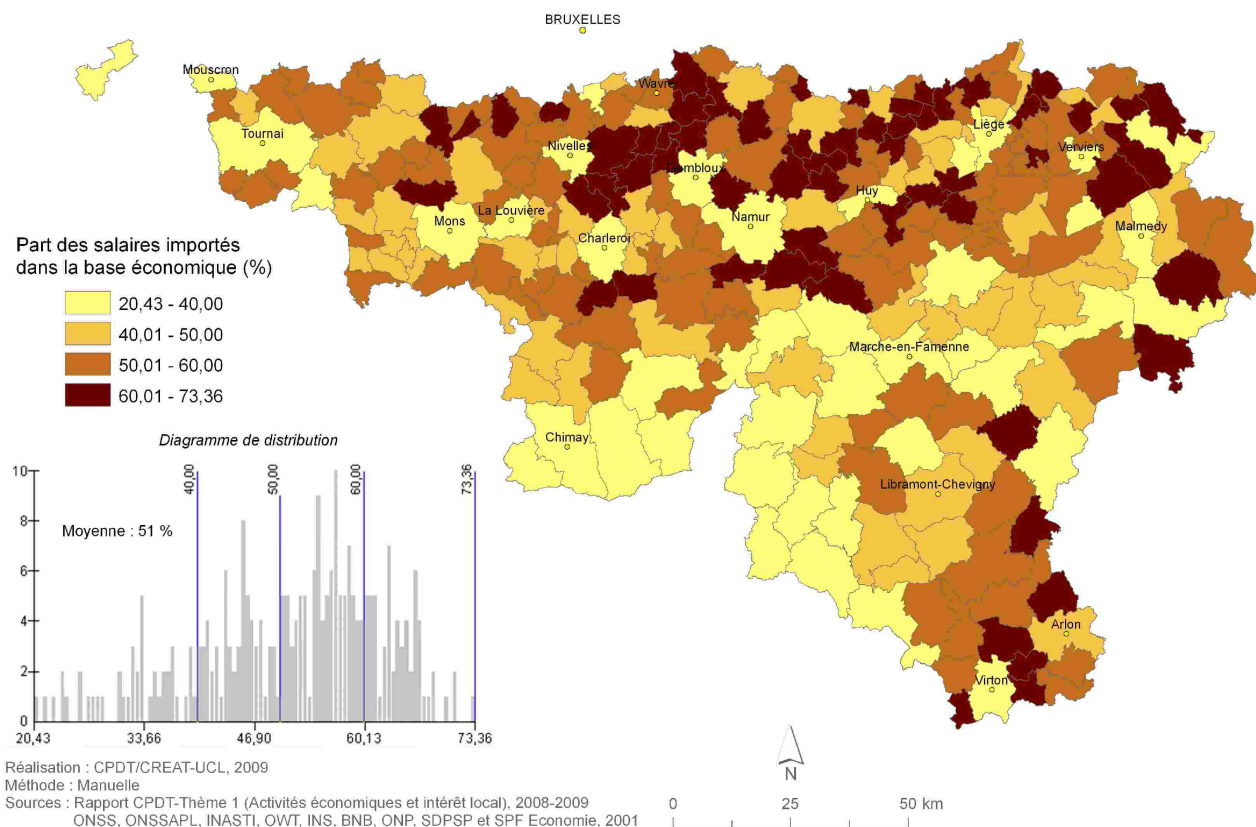 BRUXELLES
Mouscron
Wavre
Tournai
Liège
Nivelles
Verviers
Gembloux
Huy
La Louvière
Mons
Namur
Charleroi
Malmedy
Part des salaires importés
dans la base économique (%)
20,43 - 40,00
40,01 - 50,00
50,01 - 60,00
60,01 - 73,36
Marche-en-Famenne
Chimay
Libramont-Chevigny
Arlon
Virton
Diagramme de distribution
40,00
50,00
60,00
73,36
Moyenne : 51 %
10
8
6
4
2
0
20,43
33,66
46,90
60,13
73,36
N
Réalisation : CPDT/CREAT-UCL, 2009
Méthode : Manuelle
Sources : Rapport CPDT-Thème 1 (Activités économiques et intérêt local), 2008-2009
ONSS, ONSSAPL, INASTI, OWT, INS, BNB, ONP, SDPSP et SPF Economie, 2001
0 25 50 km